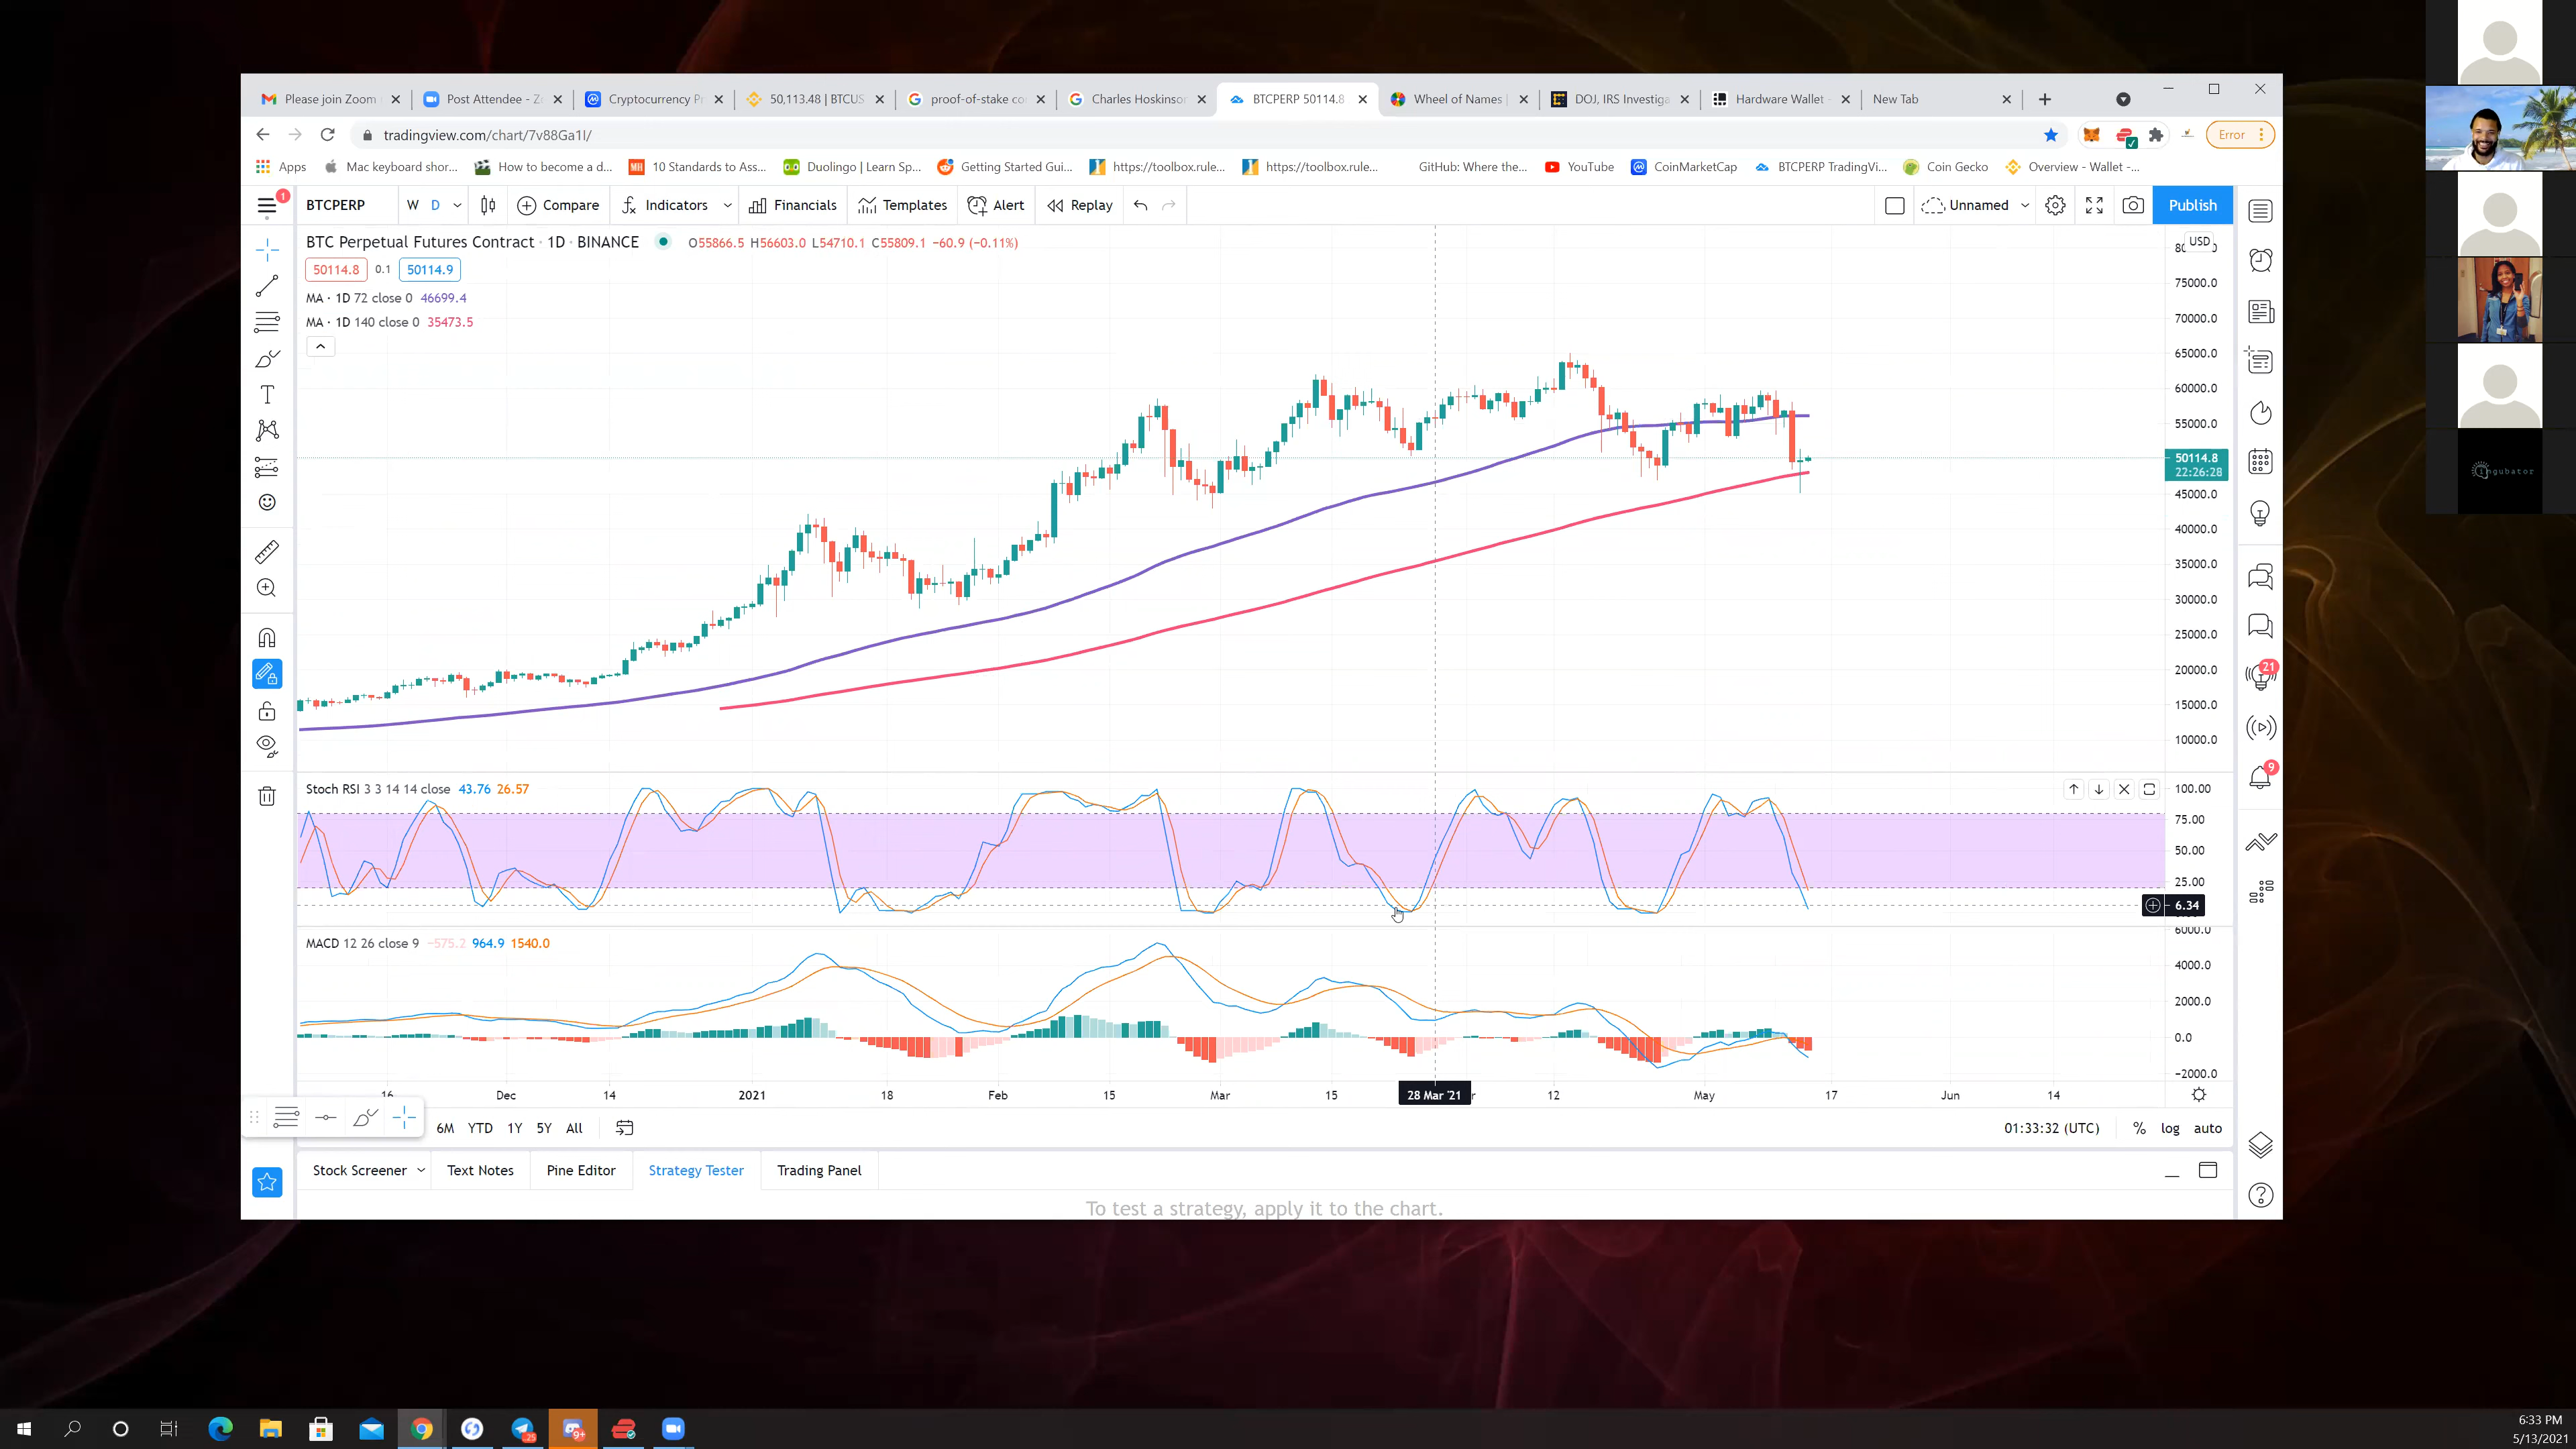 Please join Zoom
Post Attendee - Zo
Cryptocurrency Pr
50,113.48 | BTCUS
proof-of-stake co
Charles Hoskinson
BTCPERP 50114.8
Wheel of Names |
DOJ, IRS Investiga
Hardware Wallet -
New Tab
tradingview.com/chart/7v88Ga1I/
Error
Apps
Mac keyboard shor...
How to become a d...
10 Standards to Ass...
Duolingo | Learn Sp...
Getting Started Gui...
https://toolbox.rule...
https://toolbox.rule...
GitHub: Where the...
YouTube
CoinMarketCap
BTCPERP TradingVi...
Coin Gecko
Overview - Wallet -...
1
BTCPERP
W D
Compare
Indicators
Financials
Templates
Alert
Replay
Unnamed
Publish
BTC Perpetual Futures Contract · 1D · BINANCE
O55866.5 H56603.0 L54710.1 C55809.1 −60.9 (−0.11%)
USD
50114.8 0.1 50114.9
MA · 1D 72 close 0 46699.4
MA · 1D 140 close 0 35473.5
75000.0
70000.0
65000.0
60000.0
55000.0
50114.8
22:26:28
45000.0
40000.0
35000.0
30000.0
25000.0
20000.0
15000.0
10000.0
Stoch RSI 3 3 14 14 close 43.76 26.57
100.00
75.00
50.00
25.00
6.34
MACD 12 26 close 9 −575.2 964.9 1540.0
6000.0
4000.0
2000.0
0.0
−2000.0
16
Dec
14
2021
18
Feb
15
Mar
15
28 Mar '21
12
May
17
Jun
14
6M YTD 1Y 5Y All
01:33:32 (UTC)
% log auto
Stock Screener
Text Notes
Pine Editor
Strategy Tester
Trading Panel
To test a strategy, apply it to the chart.
21
9
ingubator
25
9+
6:33 PM
5/13/2021